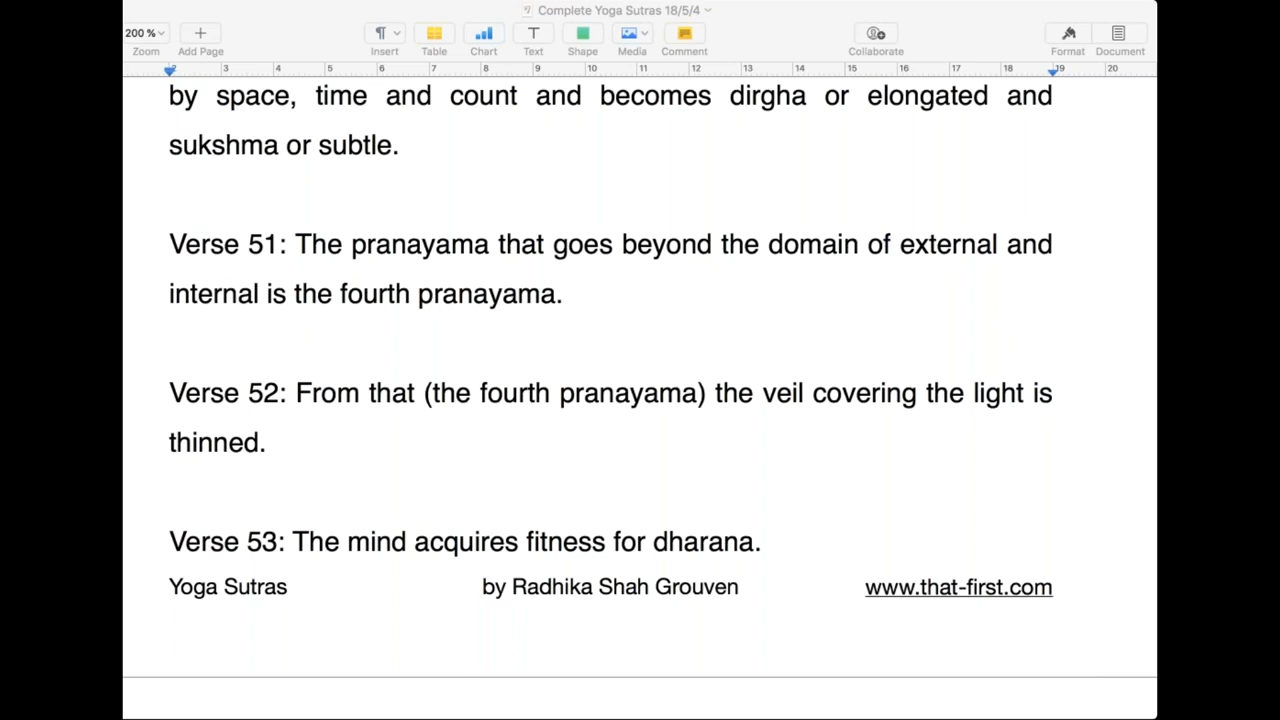 Complete Yoga Sutras 18/5/4
200 %
Zoom
Add Page
Insert
Table
Chart
Text
Shape
Media
Comment
Collaborate
Format
Document
2 3 4 5 6 7 8 9 10 11 12 13 14 15 16 17 18 19 20
by space, time and count and becomes dirgha or elongated and
sukshma or subtle.
Verse 51: The pranayama that goes beyond the domain of external and
internal is the fourth pranayama.
Verse 52: From that (the fourth pranayama) the veil covering the light is
thinned.
Verse 53: The mind acquires fitness for dharana.
Yoga Sutras by Radhika Shah Grouven www.that-first.com